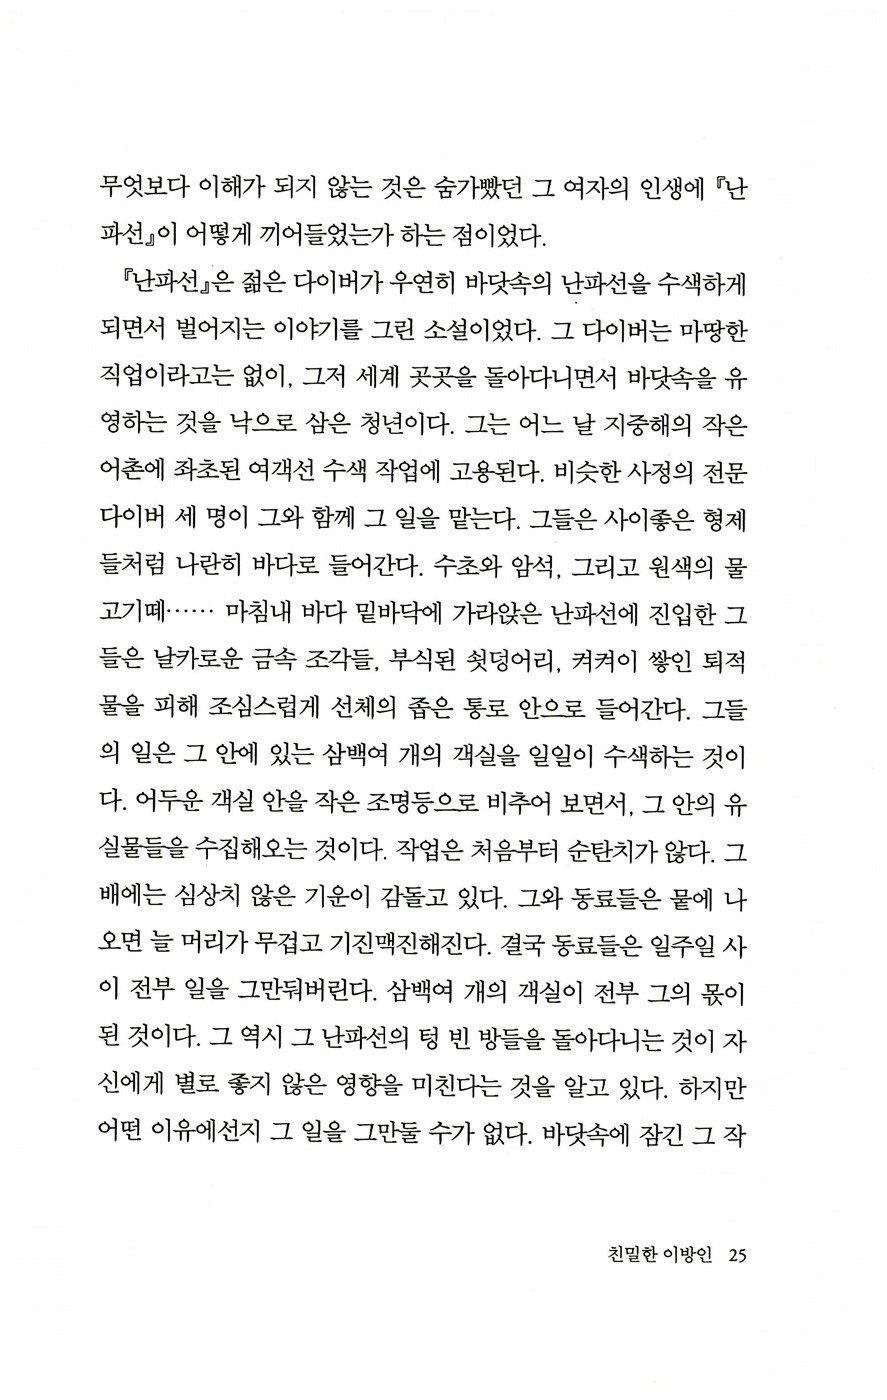 무엇보다 이해가 되지 않는 것은 숨가빴던 그 여자의 인생에 『난
파선』이 어떻게 끼어들었는가 하는 점이었다.
『난파선』은 젊은 다이버가 우연히 바닷속의 난파선을 수색하게
되면서 벌어지는 이야기를 그린 소설이었다. 그 다이버는 마땅한
직업이라고는 없이, 그저 세계 곳곳을 돌아다니면서 바닷속을 유
영하는 것을 낙으로 삼은 청년이다. 그는 어느 날 지중해의 작은
어촌에 좌초된 여객선 수색 작업에 고용된다. 비슷한 사정의 전문
다이버 세 명이 그와 함께 그 일을 맡는다. 그들은 사이좋은 형제
들처럼 나란히 바다로 들어간다. 수초와 암석, 그리고 원색의 물
고기떼…… 마침내 바다 밑바닥에 가라앉은 난파선에 진입한 그
들은 날카로운 금속 조각들, 부식된 쇳덩어리, 켜켜이 쌓인 퇴적
물을 피해 조심스럽게 선체의 좁은 통로 안으로 들어간다. 그들
의 일은 그 안에 있는 삼백여 개의 객실을 일일이 수색하는 것이
다. 어두운 객실 안을 작은 조명등으로 비추어 보면서, 그 안의 유
실물들을 수집해오는 것이다. 작업은 처음부터 순탄치가 않다. 그
배에는 심상치 않은 기운이 감돌고 있다. 그와 동료들은 뭍에 나
오면 늘 머리가 무겁고 기진맥진해진다. 결국 동료들은 일주일 사
이 전부 일을 그만둬버린다. 삼백여 개의 객실이 전부 그의 몫이
된 것이다. 그 역시 그 난파선의 텅 빈 방들을 돌아다니는 것이 자
신에게 별로 좋지 않은 영향을 미친다는 것을 알고 있다. 하지만
어떤 이유에선지 그 일을 그만둘 수가 없다. 바닷속에 잠긴 그 작
친밀한 이방인 25